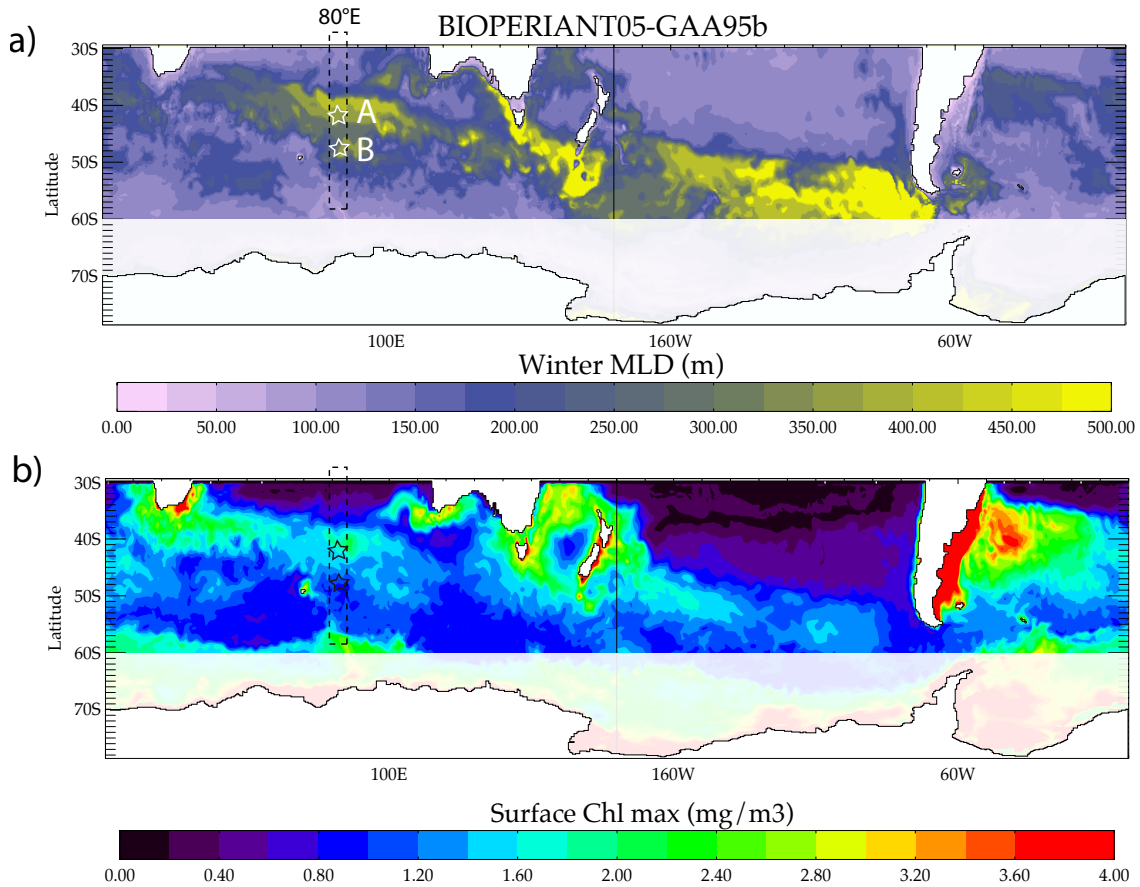 80°E
BIOPERIANT05-GAA95b
a)
30S
40S
50S
60S
70S
Latitude
A
B
100E
160W
60W
Winter MLD (m)
0.00 50.00 100.00 150.00 200.00 250.00 300.00 350.00 400.00 450.00 500.00
b)
30S
40S
50S
60S
70S
Latitude
100E
160W
60W
Surface Chl max (mg/m3)
0.00 0.40 0.80 1.20 1.60 2.00 2.40 2.80 3.20 3.60 4.00